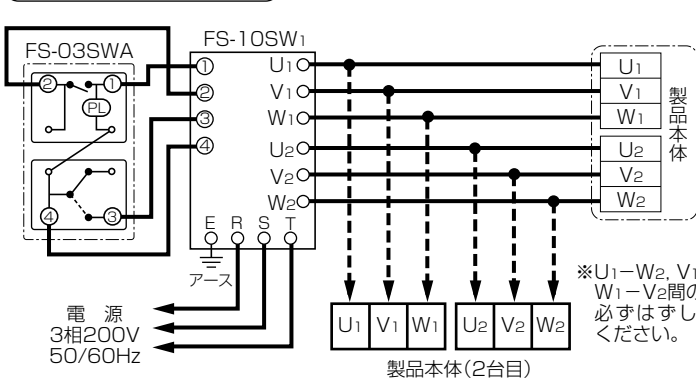 FS-10SW1
FS-03SWA
②
①
PL
④
③
①
②
③
④
U1
V1
W1
U2
V2
W2
E
R
S
T
アース
電 源
3相200V
50/60Hz
U1
V1
W1
U2
V2
W2
製品本体
U1
V1
W1
U2
V2
W2
製品本体(2台目)
※U1−W2, V1
W1−V2間の
必ずはずし
ください。